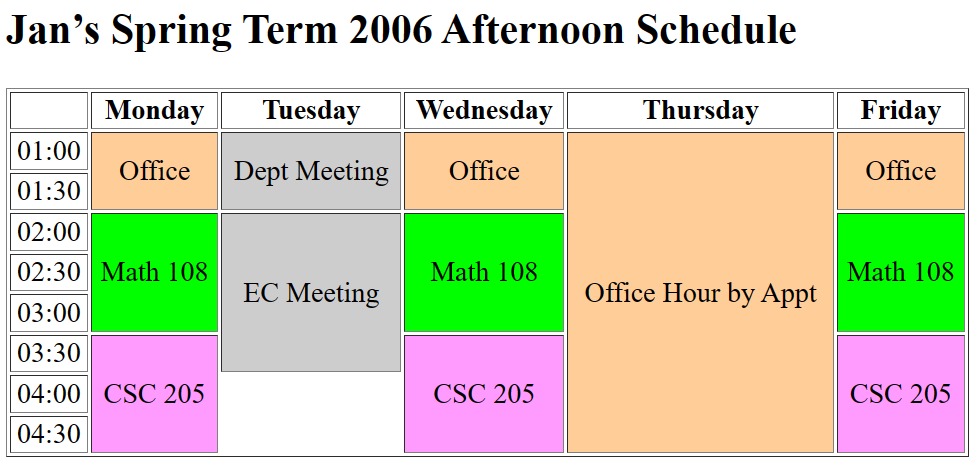 Jan’s Spring Term 2006 Afternoon Schedule
Monday Tuesday Wednesday Thursday Friday
01:00
Office Dept Meeting Office Office
01:30
02:00
02:30 Math 108 Math 108 Math 108
EC Meeting Office Hour by Appt
03:00
03:30
04:00 CSC 205 CSC 205 CSC 205
04:30